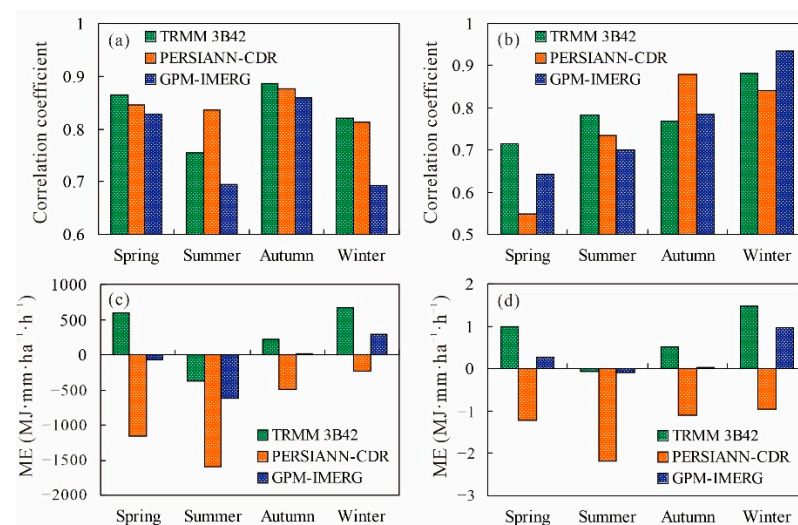 (a)
TRMM 3B42
PERSIANN-CDR
GPM-IMERG
Correlation coefficient
1
0.9
0.8
0.7
0.6
Spring Summer Autumn Winter
(b)
TRMM 3B42
PERSIANN-CDR
GPM-IMERG
Correlation coefficient
1
0.9
0.8
0.7
0.6
0.5
Spring Summer Autumn Winter
(c)
ME (MJ·mm·ha⁻¹·h⁻¹)
1000
500
0
−500
−1000
−1500
−2000
TRMM 3B42
PERSIANN-CDR
GPM-IMERG
Spring Summer Autumn Winter
(d)
ME (MJ·mm·ha⁻¹·h⁻¹)
2
1
0
−1
−2
−3
TRMM 3B42
PERSIANN-CDR
GPM-IMERG
Spring Summer Autumn Winter